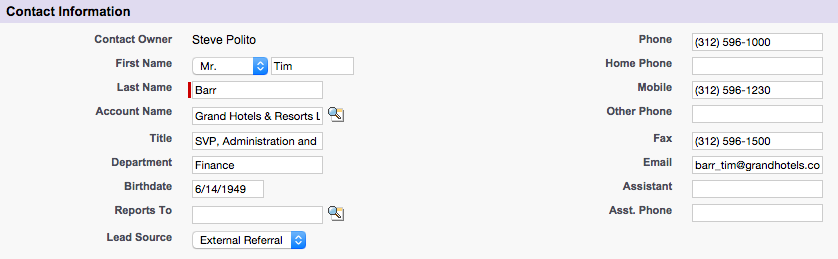 Contact Information
Contact Owner Steve Polito
First Name Mr. Tim
Last Name Barr
Account Name Grand Hotels & Resorts L
Title SVP, Administration and
Department Finance
Birthdate 6/14/1949
Reports To
Lead Source External Referral
Phone (312) 596-1000
Home Phone
Mobile (312) 596-1230
Other Phone
Fax (312) 596-1500
Email barr_tim@grandhotels.co
Assistant
Asst. Phone